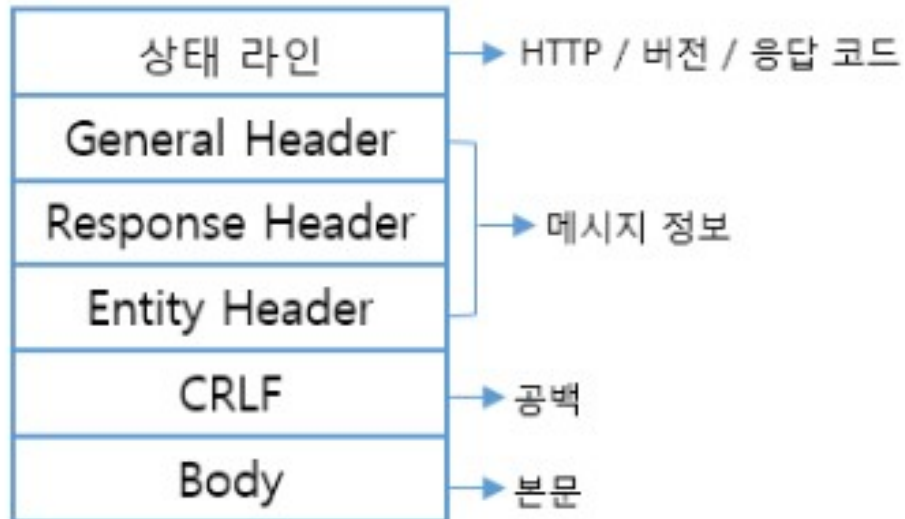 상태 라인
HTTP / 버전 / 응답 코드
General Header
Response Header
메시지 정보
Entity Header
CRLF
공백
Body
본문